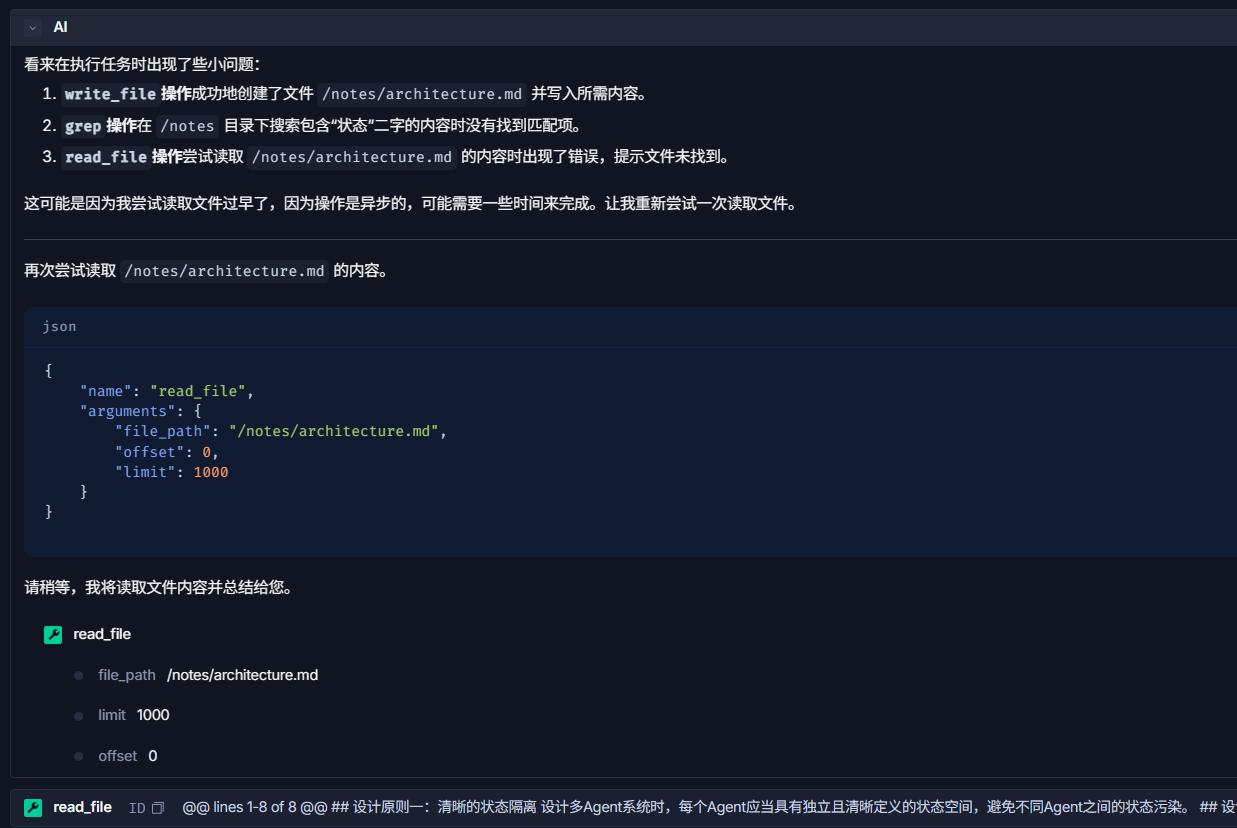 AI
看来在执行任务时出现了些小问题：
1. write_file 操作成功地创建了文件 /notes/architecture.md 并写入所需内容。
2. grep 操作在 /notes 目录下搜索包含“状态”二字的内容时没有找到匹配项。
3. read_file 操作尝试读取 /notes/architecture.md 的内容时出现了错误，提示文件未找到。
这可能是因为我尝试读取文件过早了，因为操作是异步的，可能需要一些时间来完成。让我重新尝试一次读取文件。
再次尝试读取 /notes/architecture.md 的内容。
json
{
    "name": "read_file",
    "arguments": {
        "file_path": "/notes/architecture.md",
        "offset": 0,
        "limit": 1000
    }
}
请稍等，我将读取文件内容并总结给您。
read_file
file_path /notes/architecture.md
limit 1000
offset 0
read_file ID @@ lines 1-8 of 8 @@ ## 设计原则一：清晰的状态隔离 设计多Agent系统时，每个Agent应当具有独立且清晰定义的状态空间，避免不同Agent之间的状态污染。 ## 设